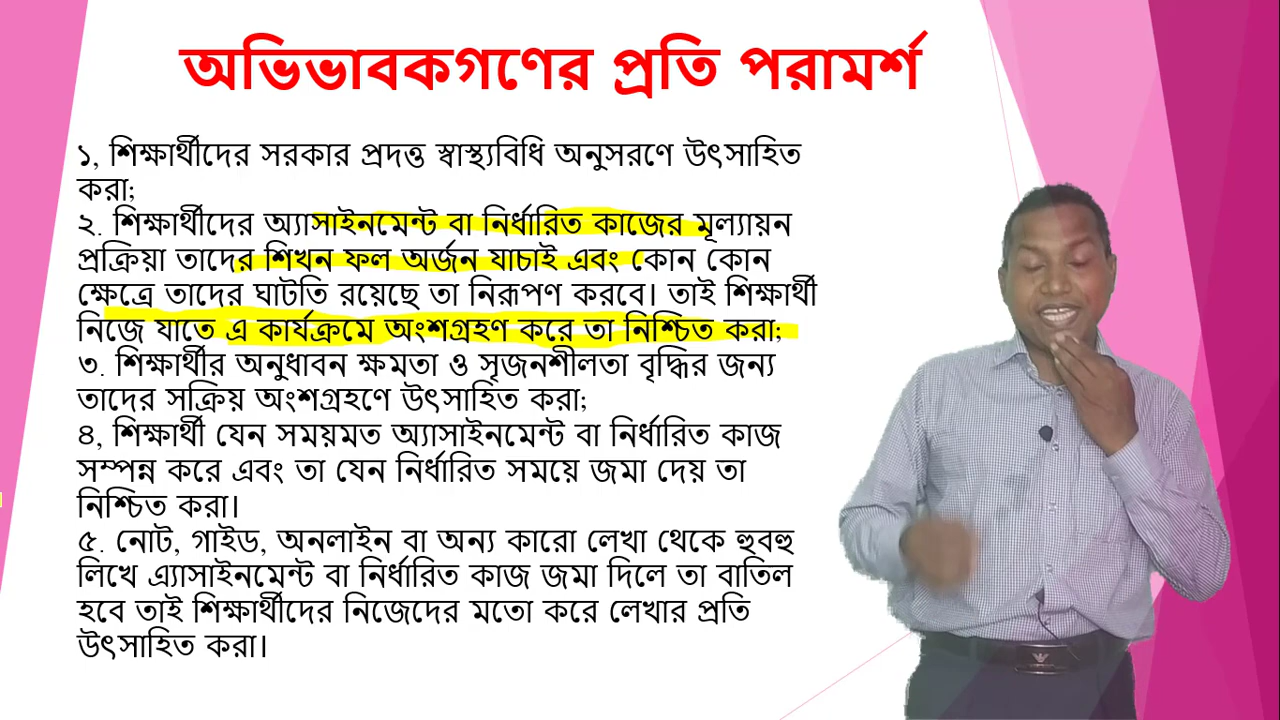 অভিভাবকগণের প্রতি পরামর্শ
১, শিক্ষার্থীদের সরকার প্রদত্ত স্বাস্থ্যবিধি অনুসরণে উৎসাহিত
করা;
২. শিক্ষার্থীদের অ্যাসাইনমেন্ট বা নির্ধারিত কাজের মূল্যায়ন
প্রক্রিয়া তাদের শিখন ফল অর্জন যাচাই এবং কোন কোন
ক্ষেত্রে তাদের ঘাটতি রয়েছে তা নিরূপণ করবে। তাই শিক্ষার্থী
নিজে যাতে এ কার্যক্রমে অংশগ্রহণ করে তা নিশ্চিত করা;
৩. শিক্ষার্থীর অনুধাবন ক্ষমতা ও সৃজনশীলতা বৃদ্ধির জন্য
তাদের সক্রিয় অংশগ্রহণে উৎসাহিত করা;
৪, শিক্ষার্থী যেন সময়মত অ্যাসাইনমেন্ট বা নির্ধারিত কাজ
সম্পন্ন করে এবং তা যেন নির্ধারিত সময়ে জমা দেয় তা
নিশ্চিত করা।
৫. নোট, গাইড, অনলাইন বা অন্য কারো লেখা থেকে হুবহু
লিখে এ্যাসাইনমেন্ট বা নির্ধারিত কাজ জমা দিলে তা বাতিল
হবে তাই শিক্ষার্থীদের নিজেদের মতো করে লেখার প্রতি
উৎসাহিত করা।